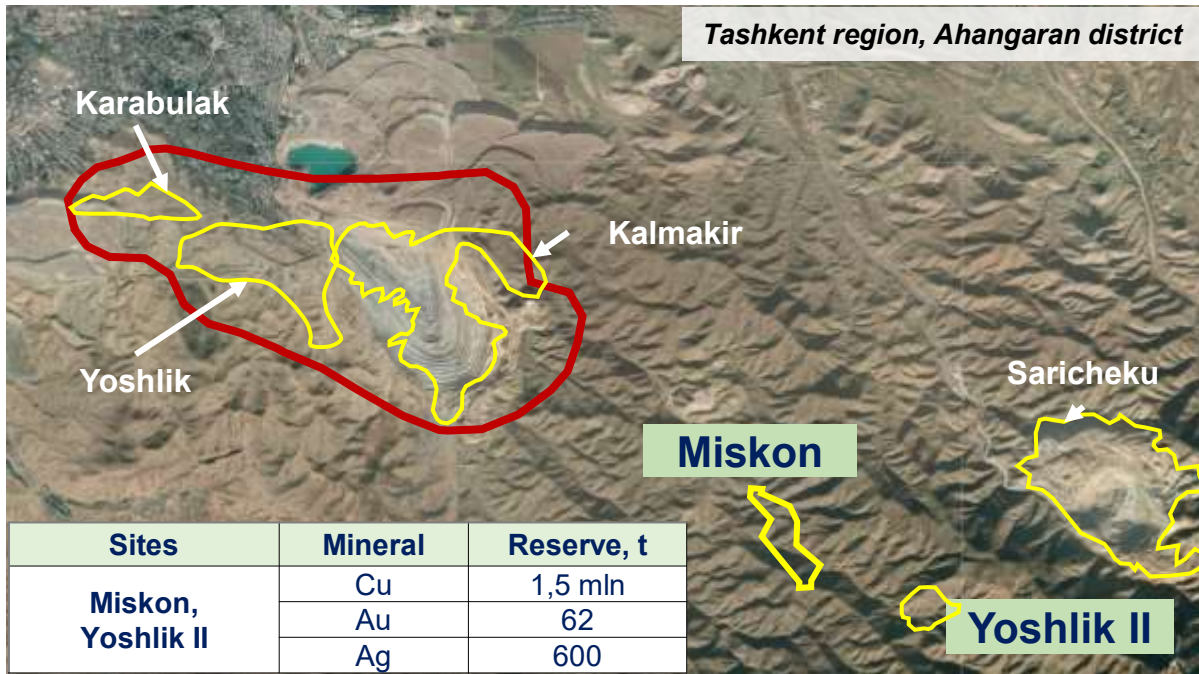 Tashkent region, Ahangaran district
Karabulak
Kalmakir
Yoshlik
Saricheku
Miskon
Yoshlik II
Sites Mineral Reserve, t
Miskon,
Yoshlik II
Cu 1,5 mln
Au 62
Ag 600